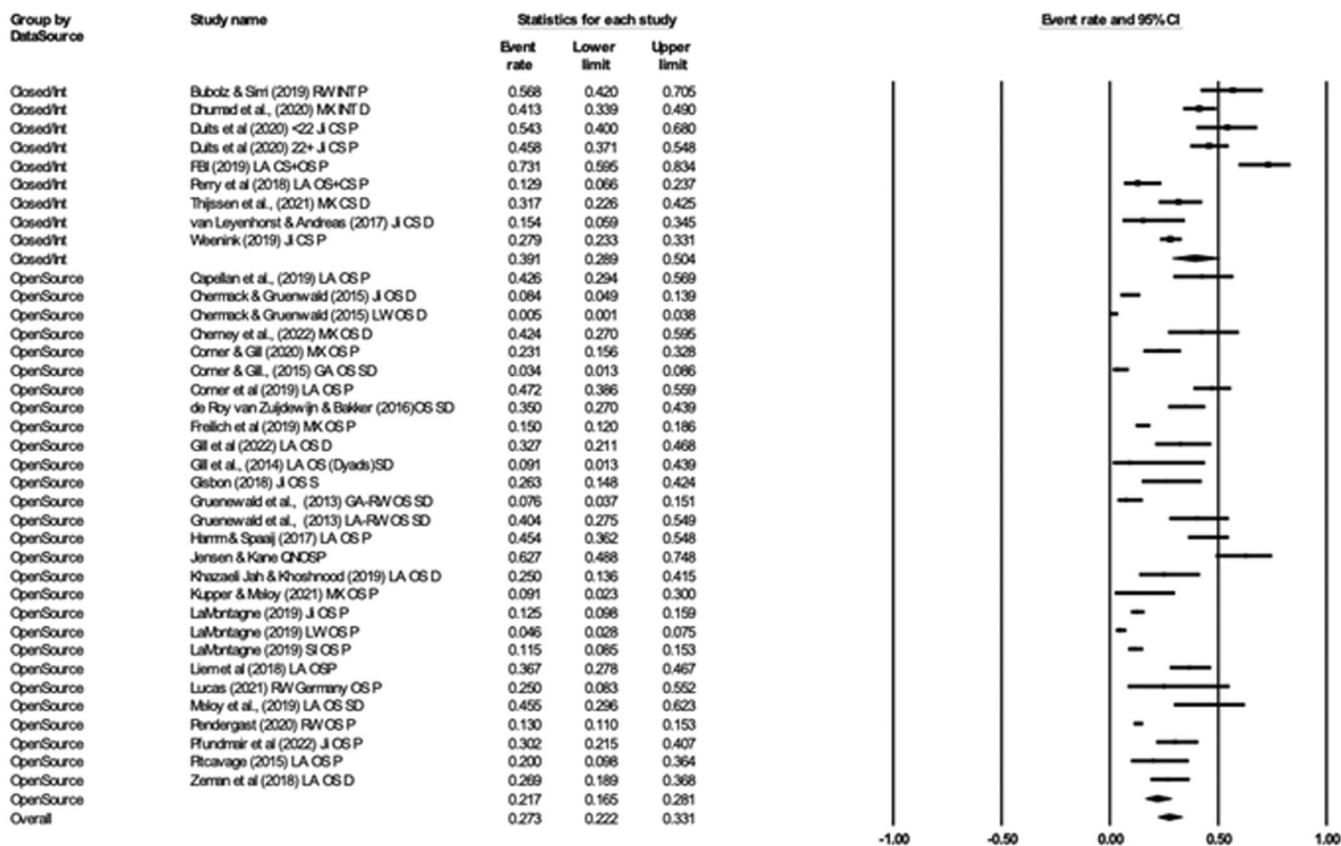 Group by DataSource Study name Statistics for each study Event rate and 95% CI
Event rate Lower limit Upper limit
Closed/Int Bubolz & Sirri (2019) RW INT P 0.568 0.420 0.705
Closed/Int Dhumad et al., (2020) MX INT D 0.413 0.339 0.490
Closed/Int Duits et al (2020) <22 Ji CS P 0.543 0.400 0.680
Closed/Int Duits et al (2020) 22+ Ji CS P 0.458 0.371 0.548
Closed/Int FBI (2019) LA CS+OS P 0.731 0.595 0.834
Closed/Int Perry et al (2018) LA OS+CS P 0.129 0.066 0.237
Closed/Int Thijssen et al., (2021) MX CS D 0.317 0.226 0.425
Closed/Int van Leyenhorst & Andreas (2017) Ji CS D 0.154 0.059 0.345
Closed/Int Weenink (2019) Ji CS P 0.279 0.233 0.331
Closed/Int 0.391 0.289 0.504
OpenSource Capellan et al., (2019) LA OS P 0.426 0.294 0.569
OpenSource Chermack & Gruenwald (2015) Ji OS D 0.084 0.049 0.139
OpenSource Chermack & Gruenwald (2015) LW OS D 0.005 0.001 0.038
OpenSource Cherney et al., (2022) MX OS D 0.424 0.270 0.595
OpenSource Corner & Gill (2020) MX OS P 0.231 0.156 0.328
OpenSource Corner & Gill., (2015) GA OS SD 0.034 0.013 0.086
OpenSource Corner et al (2019) LA OS P 0.472 0.386 0.559
OpenSource de Roy van Zuijdewijn & Bakker (2016)OS SD 0.350 0.270 0.439
OpenSource Freilich et al (2019) MX OS P 0.150 0.120 0.186
OpenSource Gill et al (2022) LA OS D 0.327 0.211 0.468
OpenSource Gill et al., (2014) LA OS (Dyads)SD 0.091 0.013 0.439
OpenSource Gisbon (2018) Ji OS S 0.263 0.148 0.424
OpenSource Gruenewald et al., (2013) GA-RW OS SD 0.076 0.037 0.151
OpenSource Gruenewald et al., (2013) LA-RW OS SD 0.404 0.275 0.549
OpenSource Hamm & Spaaij (2017) LA OS P 0.454 0.362 0.548
OpenSource Jensen & Kane QNOSP 0.627 0.488 0.748
OpenSource Khazaeli Jah & Khoshnood (2019) LA OS D 0.250 0.136 0.415
OpenSource Kupper & Meloy (2021) MX OS P 0.091 0.023 0.300
OpenSource LaMontagne (2019) Ji OS P 0.125 0.098 0.159
OpenSource LaMontagne (2019) LW OS P 0.046 0.028 0.075
OpenSource LaMontagne (2019) SI OS P 0.115 0.085 0.153
OpenSource Liem et al (2018) LA OSP 0.367 0.278 0.467
OpenSource Lucas (2021) RW Germany OS P 0.250 0.083 0.552
OpenSource Meloy et al., (2019) LA OS SD 0.455 0.296 0.623
OpenSource Pendergast (2020) RW OS P 0.130 0.110 0.153
OpenSource Pfundmair et al (2022) Ji OS P 0.302 0.215 0.407
OpenSource Pitcavage (2015) LA OS P 0.200 0.098 0.364
OpenSource Zeman et al (2018) LA OS D 0.269 0.189 0.368
OpenSource 0.217 0.165 0.281
Overall 0.273 0.222 0.331
-1.00 -0.50 0.00 0.50 1.00